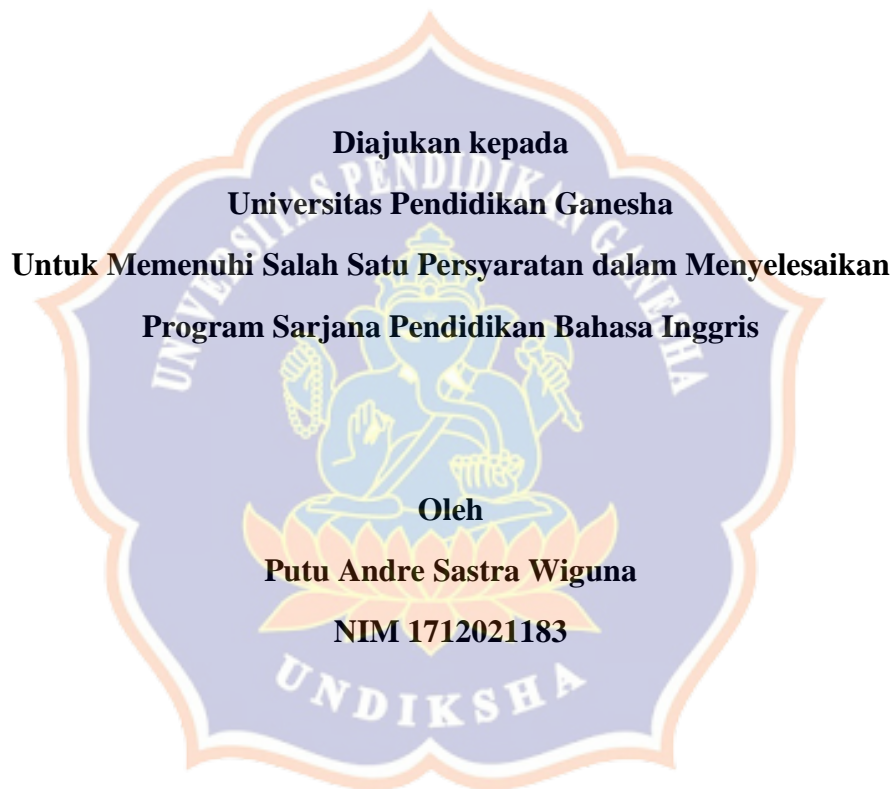 Diajukan kepada
UNIVERSITAS PENDIDIKAN GANESHA
Universitas Pendidikan Ganesha
Untuk Memenuhi Salah Satu Persyaratan dalam Menyelesaikan
Program Sarjana Pendidikan Bahasa Inggris
Oleh
Putu Andre Sastra Wiguna
NIM 1712021183
UNDIKSHA